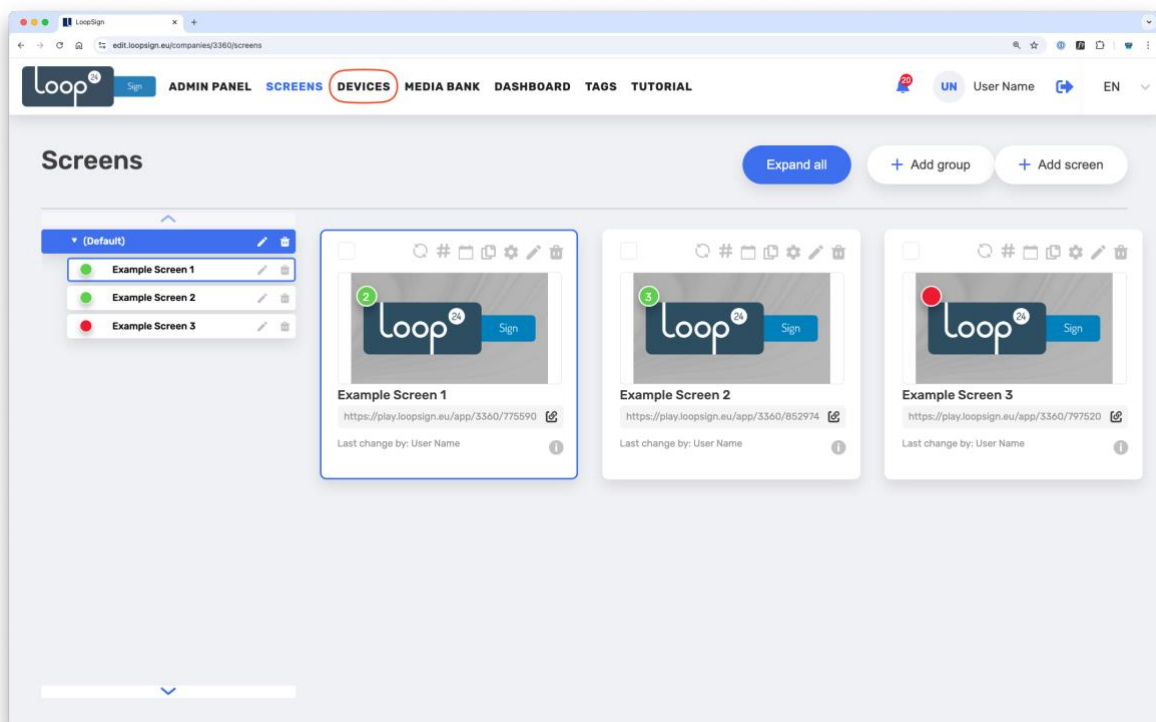 LoopSign
edit.loopsign.eu/companies/3360/screens
Loop 24 Sign
ADMIN PANEL SCREENS DEVICES MEDIA BANK DASHBOARD TAGS TUTORIAL
20
UN User Name
EN
Screens
Expand all
+ Add group
+ Add screen
(Default)
Example Screen 1
Example Screen 2
Example Screen 3
2
Loop 24 Sign
Example Screen 1
https://play.loopsign.eu/app/3360/775590
Last change by: User Name
3
Loop 24 Sign
Example Screen 2
https://play.loopsign.eu/app/3360/852974
Last change by: User Name
Loop 24 Sign
Example Screen 3
https://play.loopsign.eu/app/3360/797520
Last change by: User Name